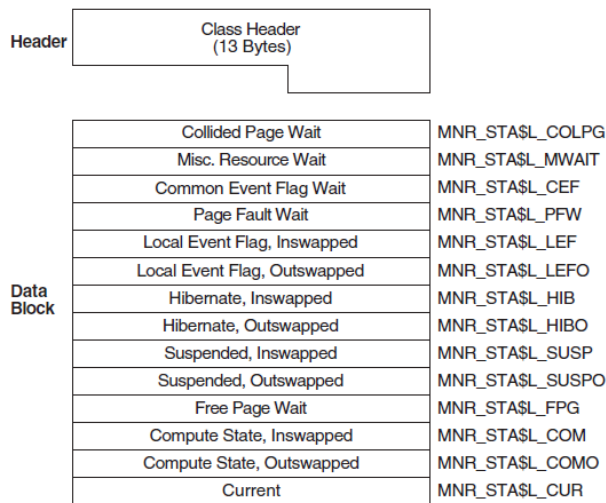 Header
Class Header
(13 Bytes)
Data
Block
Collided Page Wait MNR_STA$L_COLPG
Misc. Resource Wait MNR_STA$L_MWAIT
Common Event Flag Wait MNR_STA$L_CEF
Page Fault Wait MNR_STA$L_PFW
Local Event Flag, Inswapped MNR_STA$L_LEF
Local Event Flag, Outswapped MNR_STA$L_LEFO
Hibernate, Inswapped MNR_STA$L_HIB
Hibernate, Outswapped MNR_STA$L_HIBO
Suspended, Inswapped MNR_STA$L_SUSP
Suspended, Outswapped MNR_STA$L_SUSPO
Free Page Wait MNR_STA$L_FPG
Compute State, Inswapped MNR_STA$L_COM
Compute State, Outswapped MNR_STA$L_COMO
Current MNR_STA$L_CUR